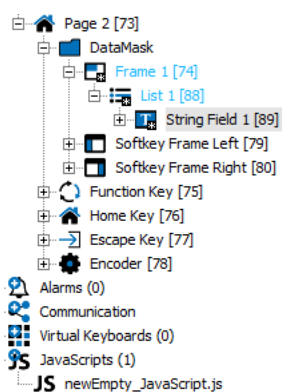 Page 2 [73]
DataMask
Frame 1 [74]
List 1 [88]
String Field 1 [89]
Softkey Frame Left [79]
Softkey Frame Right [80]
Function Key [75]
Home Key [76]
Escape Key [77]
Encoder [78]
Alarms (0)
Communication
Virtual Keyboards (0)
JS JavaScripts (1)
JS newEmpty_JavaScript.js